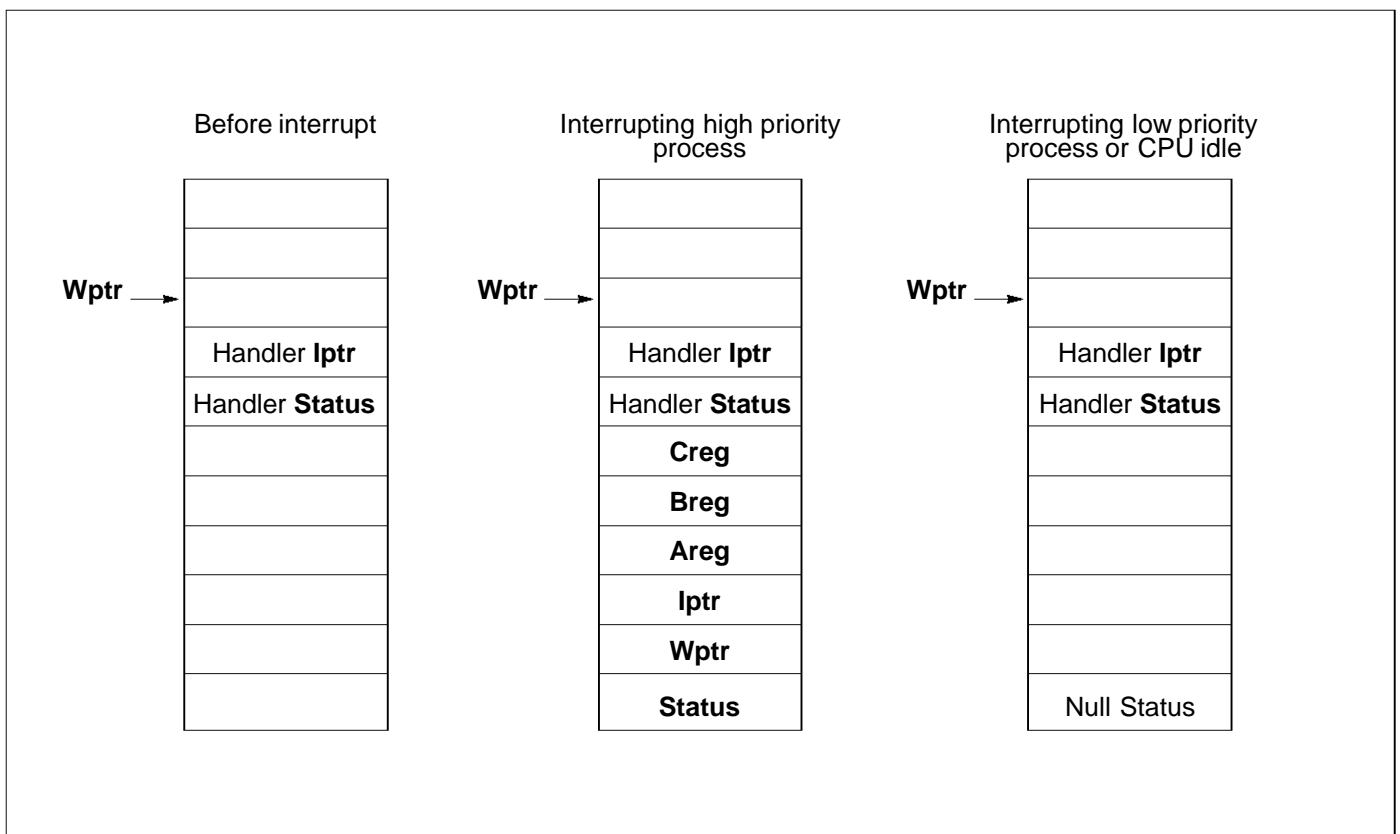 Before interrupt
Wptr
Handler Iptr
Handler Status
Interrupting high priority
process
Wptr
Handler Iptr
Handler Status
Creg
Breg
Areg
Iptr
Wptr
Status
Interrupting low priority
process or CPU idle
Wptr
Handler Iptr
Handler Status
Null Status